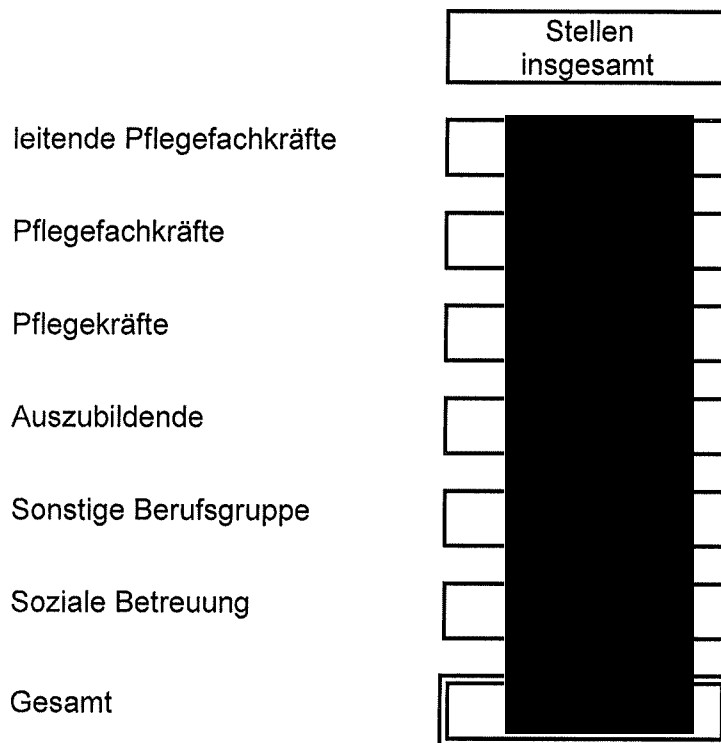 Stellen
insgesamt
leitende Pflegefachkräfte
Pflegefachkräfte
Pflegekräfte
Auszubildende
Sonstige Berufsgruppe
Soziale Betreuung
Gesamt